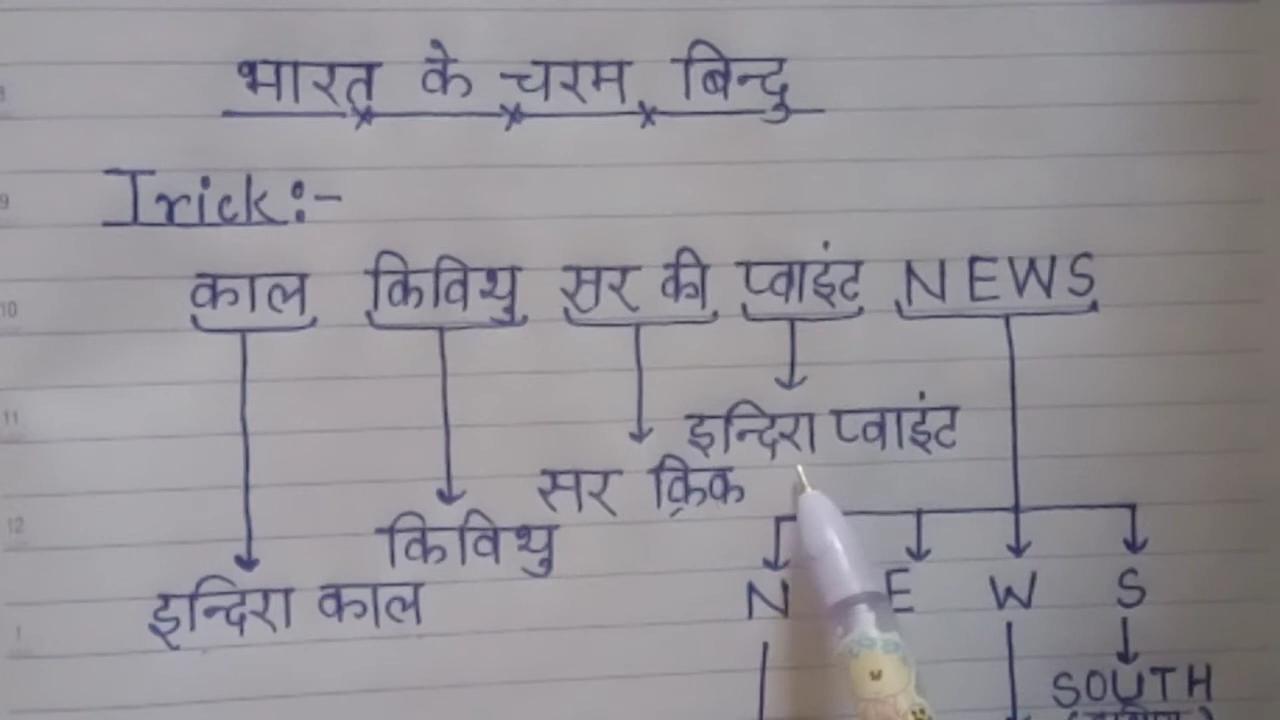 भारत के चरम बिन्दु
Trick:-
काल किविथु सर की प्वाइंट NEWS
इन्दिरा प्वाइंट
सर क्रिक
किविथु
इन्दिरा काल
N E W S
SOUTH